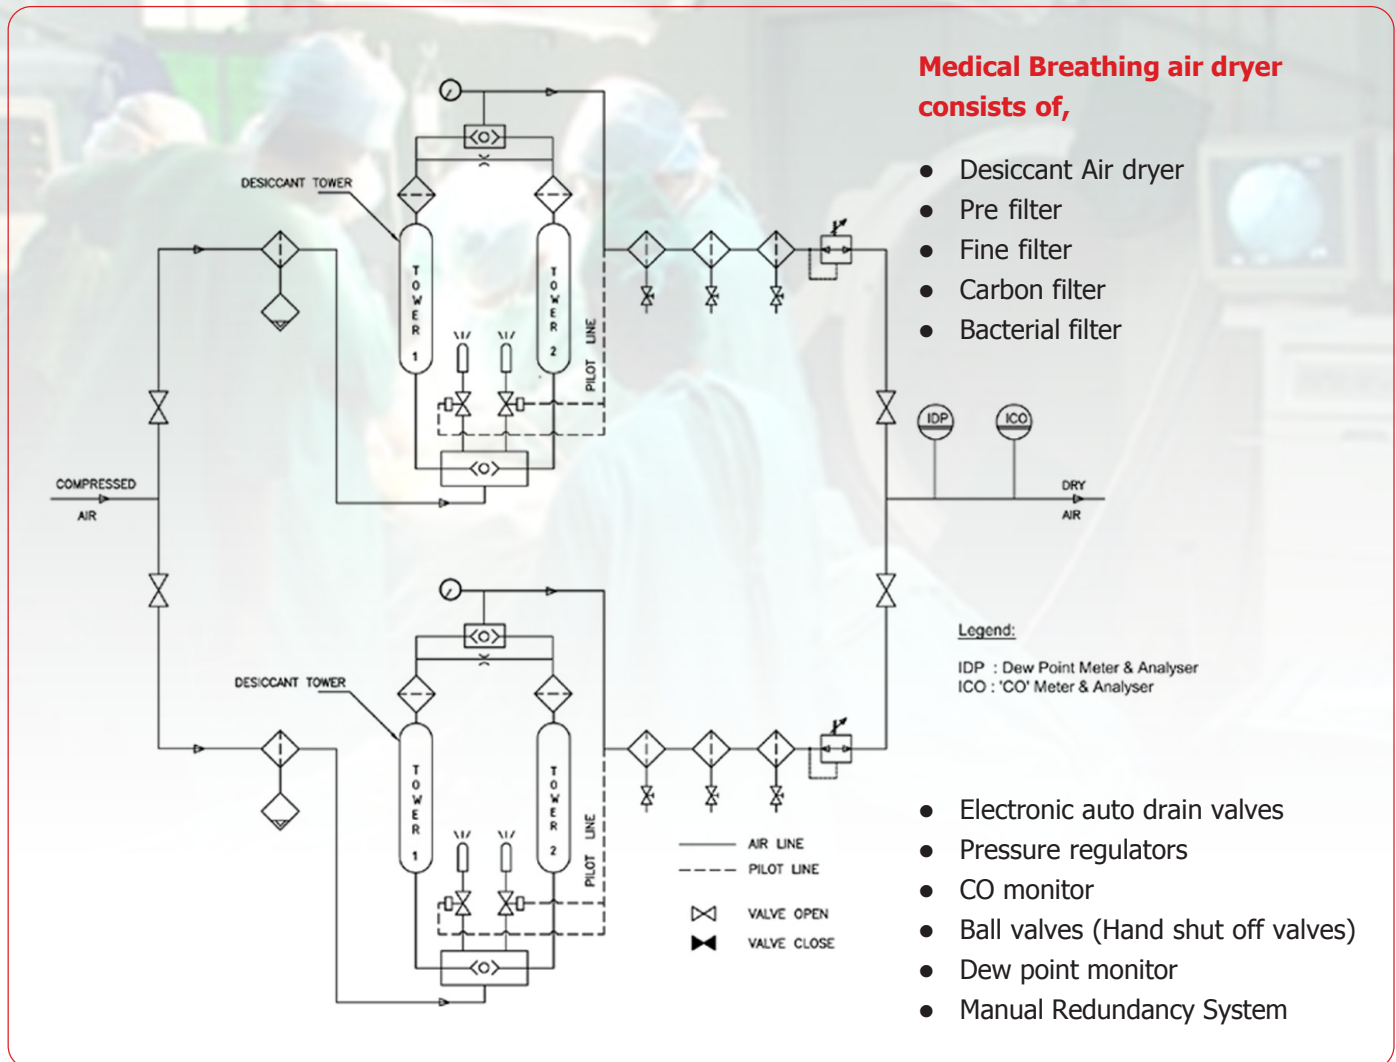 Medical Breathing air dryer
consists of,
● Desiccant Air dryer
● Pre filter
● Fine filter
● Carbon filter
● Bacterial filter
DESICCANT TOWER
TOWER 1
TOWER 2
PILOT LINE
COMPRESSED
AIR
IDP
ICO
DRY
AIR
Legend:
IDP : Dew Point Meter & Analyser
ICO : 'CO' Meter & Analyser
DESICCANT TOWER
TOWER 1
TOWER 2
PILOT LINE
AIR LINE
PILOT LINE
VALVE OPEN
VALVE CLOSE
● Electronic auto drain valves
● Pressure regulators
● CO monitor
● Ball valves (Hand shut off valves)
● Dew point monitor
● Manual Redundancy System